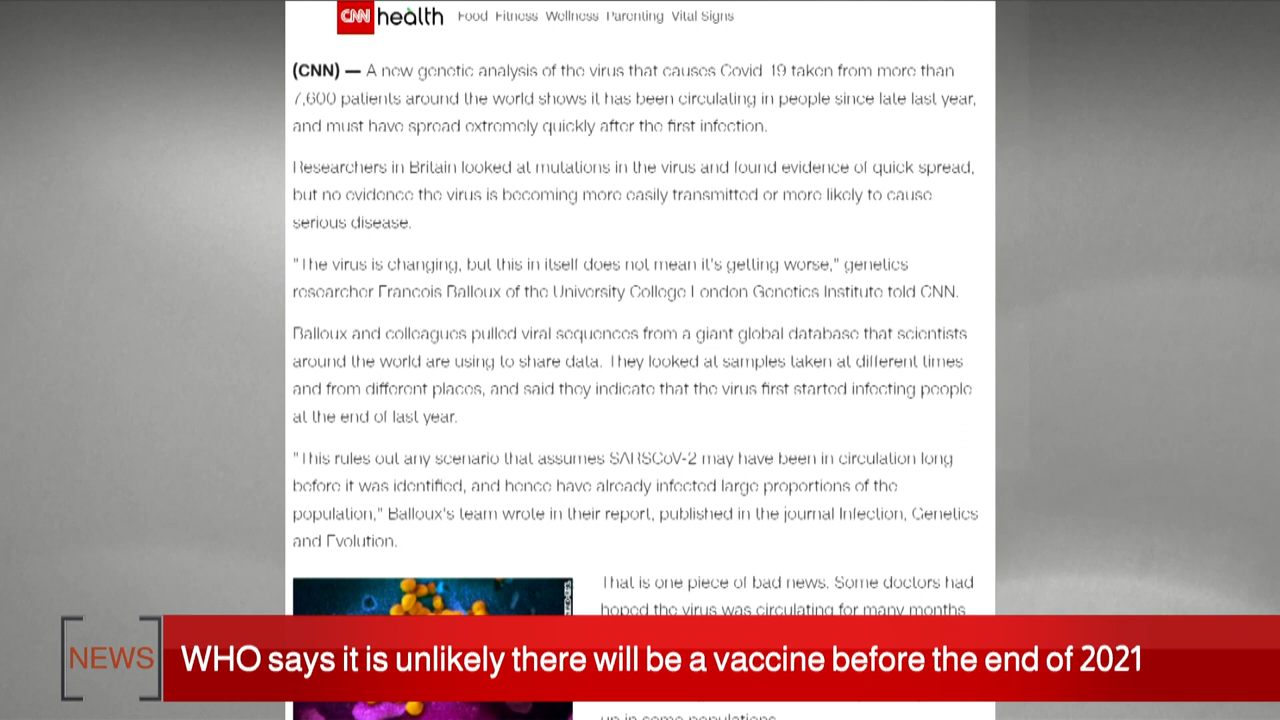 CNN health Food Fitness Wellness Parenting Vital Signs
(CNN) — A new genetic analysis of the virus that causes Covid-19 taken from more than
7,600 patients around the world shows it has been circulating in people since late last year,
and must have spread extremely quickly after the first infection.
Researchers in Britain looked at mutations in the virus and found evidence of quick spread,
but no evidence the virus is becoming more easily transmitted or more likely to cause
serious disease.
"The virus is changing, but this in itself does not mean it's getting worse," genetics
researcher Francois Balloux of the University College London Genetics Institute told CNN.
Balloux and colleagues pulled viral sequences from a giant global database that scientists
around the world are using to share data. They looked at samples taken at different times
and from different places, and said they indicate that the virus first started infecting people
at the end of last year.
"This rules out any scenario that assumes SARSCoV-2 may have been in circulation long
before it was identified, and hence have already infected large proportions of the
population," Balloux's team wrote in their report, published in the journal Infection, Genetics
and Evolution.
That is one piece of bad news. Some doctors had
hoped the virus was circulating for many months
NEWS WHO says it is unlikely there will be a vaccine before the end of 2021
up in some populations.